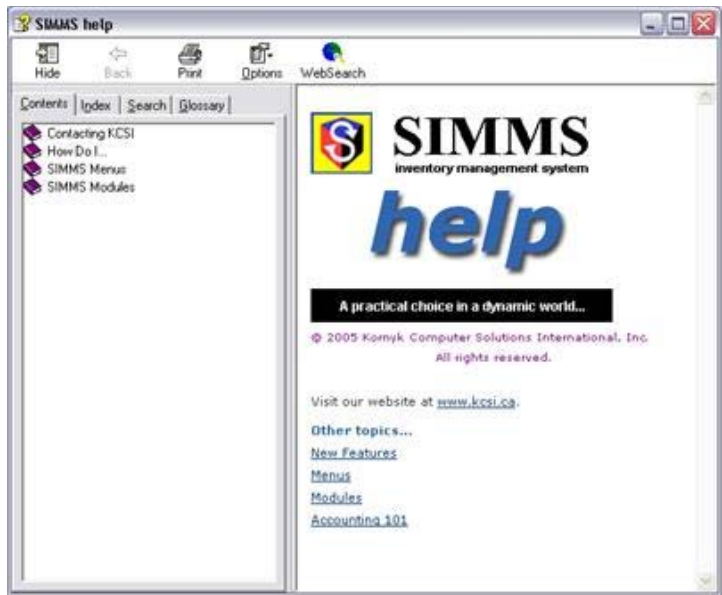 SIMMS help
Hide Back Print Options WebSearch
Contents Index Search Glossary
Contacting KCSI
How Do I...
SIMMS Menus
SIMMS Modules
S SIMMS
inventory management system
help
A practical choice in a dynamic world...
© 2005 Kornyk Computer Solutions International, Inc.
All rights reserved.
Visit our website at www.kcsi.ca.
Other topics...
New Features
Menus
Modules
Accounting 101